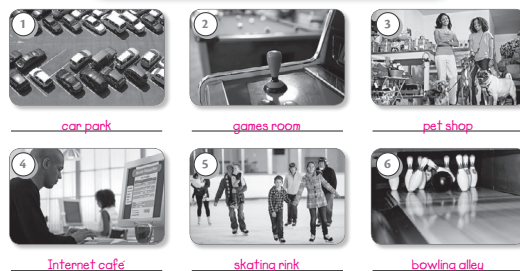 1
2
3
car park
games room
pet shop
4
5
6
Internet café
skating rink
bowling alley